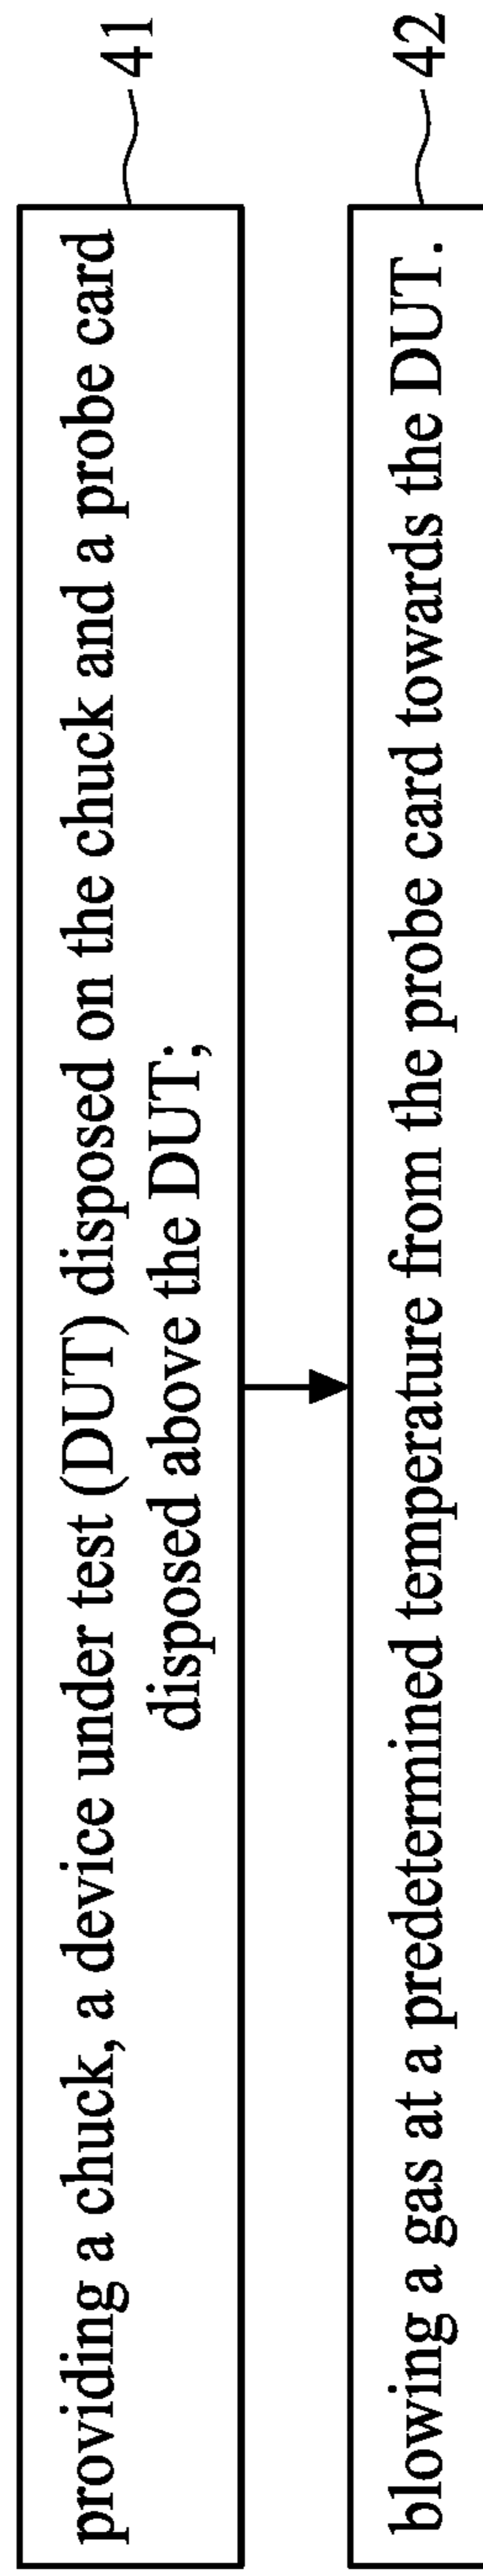 providing a chuck, a device under test (DUT) disposed on the chuck and a probe card
disposed above the DUT;
41
blowing a gas at a predetermined temperature from the probe card towards the DUT.
42